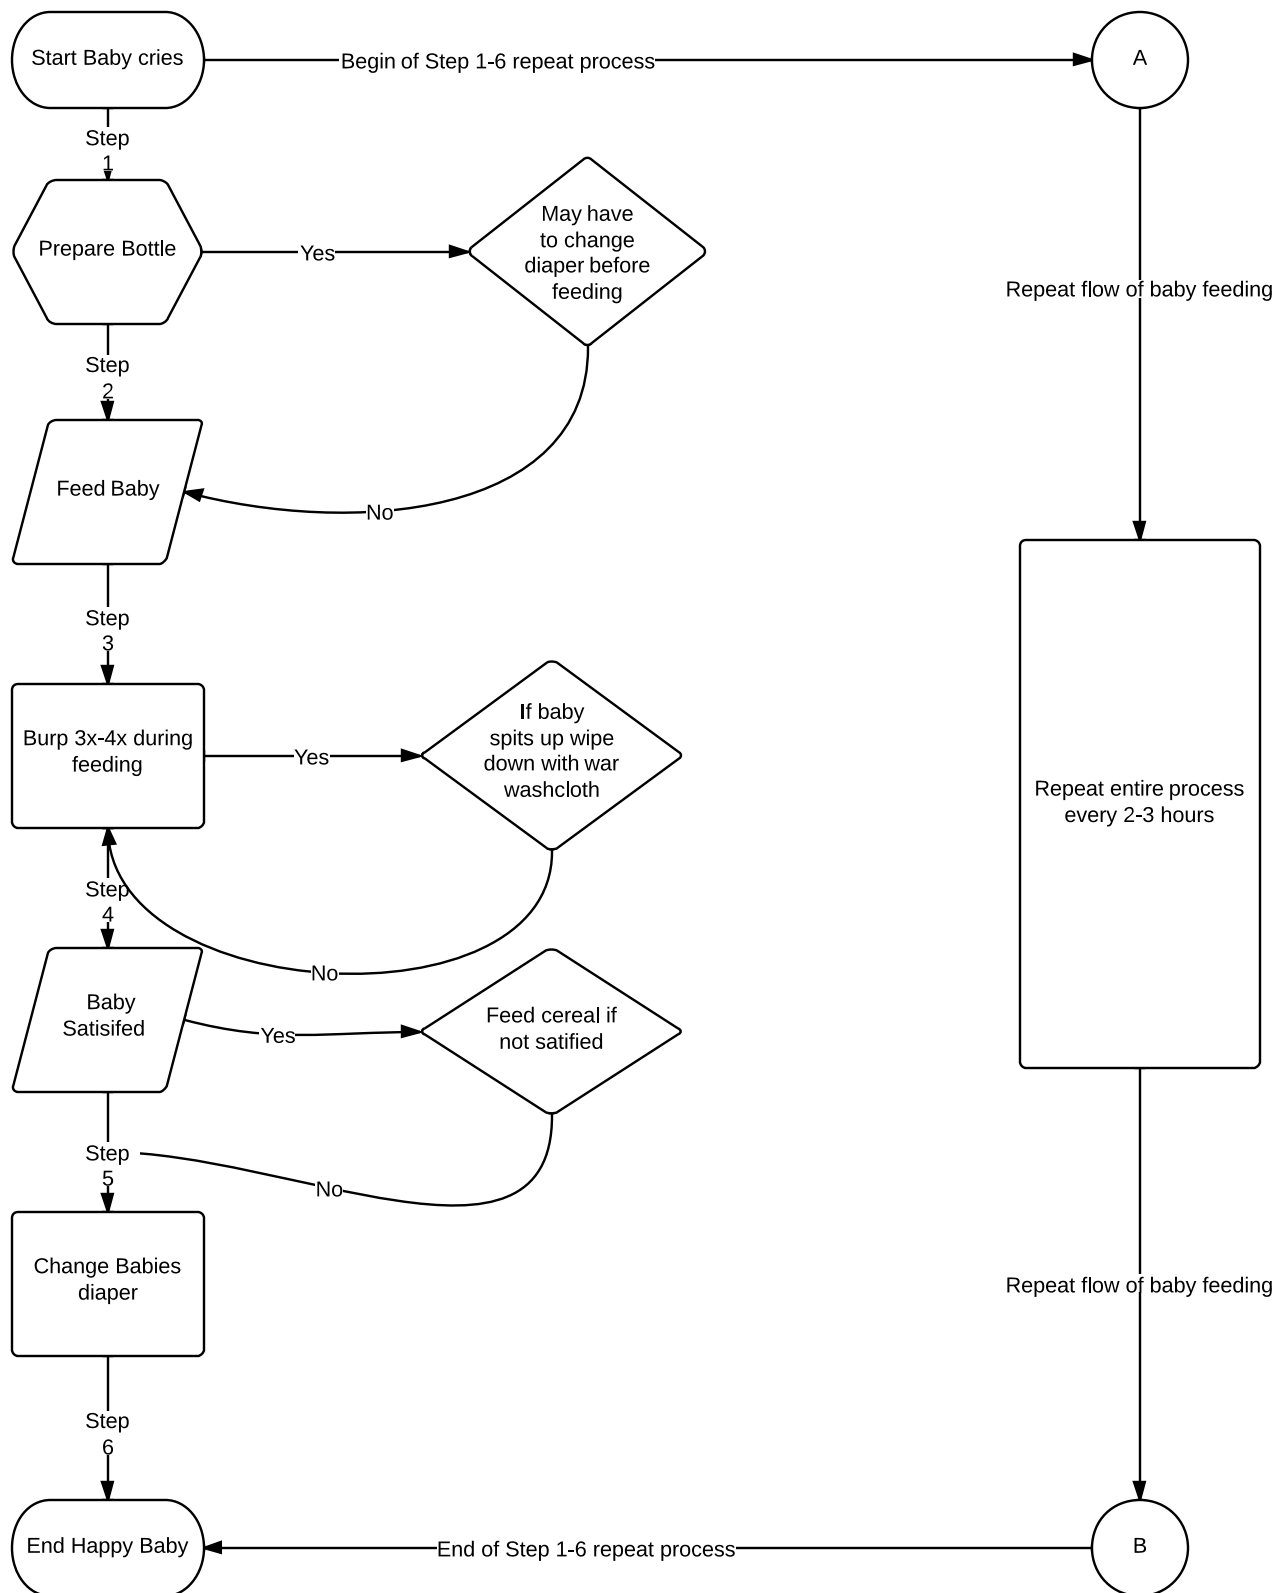 Start Baby cries
Begin of Step 1-6 repeat process
A
Step
1
Prepare Bottle
Yes
May have
to change
diaper before
feeding
Repeat flow of baby feeding
Step
2
Feed Baby
No
Step
3
Burp 3x-4x during
feeding
Yes
If baby
spits up wipe
down with war
washcloth
Repeat entire process
every 2-3 hours
Step
4
No
Baby
Satisifed
Yes
Feed cereal if
not satified
Step
5
No
Change Babies
diaper
Repeat flow of baby feeding
Step
6
End Happy Baby
End of Step 1-6 repeat process
B